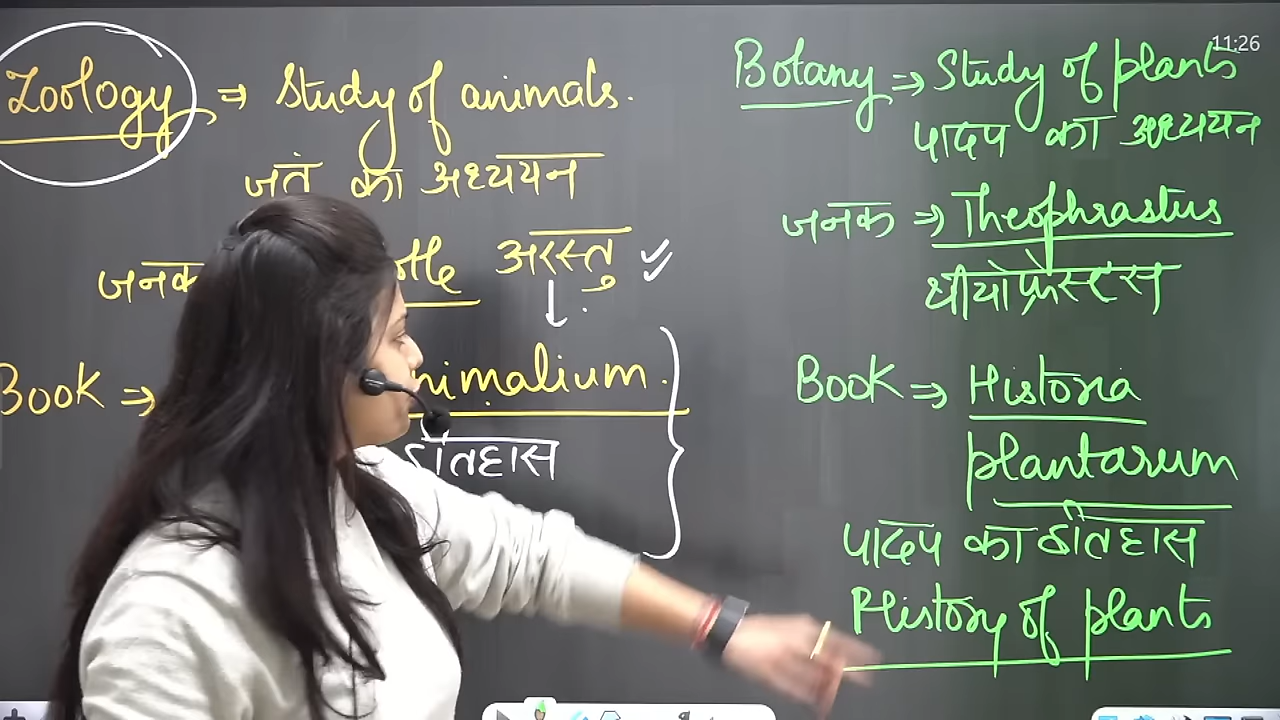 Zoology ⇒ Study of animals.
जंतु का अध्ययन
जनक
अरस्तु
Book ⇒ nimalium.
इतिहास
11:26
Botany ⇒ Study of plants
पादप का अध्ययन
जनक ⇒ Theophrastus
थीयोफ्रेस्टस
Book ⇒ Historia
plantarum
पादप का इतिहास
History of plants